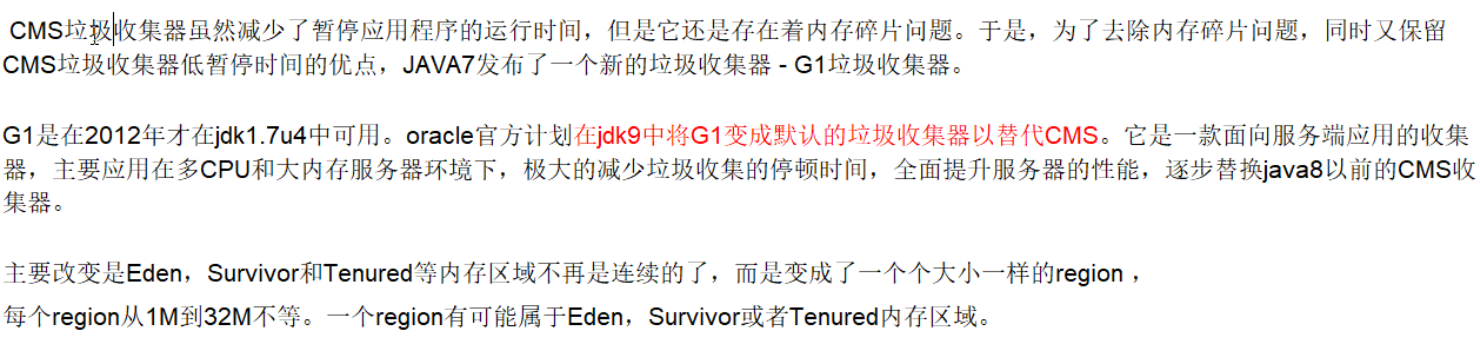 CMS垃圾收集器虽然减少了暂停应用程序的运行时间，但是它还是存在着内存碎片问题。于是，为了去除内存碎片问题，同时又保留
CMS垃圾收集器低暂停时间的优点，JAVA7发布了一个新的垃圾收集器 - G1垃圾收集器。
G1是在2012年才在jdk1.7u4中可用。oracle官方计划在jdk9中将G1变成默认的垃圾收集器以替代CMS。它是一款面向服务端应用的收集
器，主要应用在多CPU和大内存服务器环境下，极大的减少垃圾收集的停顿时间，全面提升服务器的性能，逐步替换java8以前的CMS收
集器。
主要改变是Eden，Survivor和Tenured等内存区域不再是连续的了，而是变成了一个个大小一样的region ，
每个region从1M到32M不等。一个region有可能属于Eden，Survivor或者Tenured内存区域。